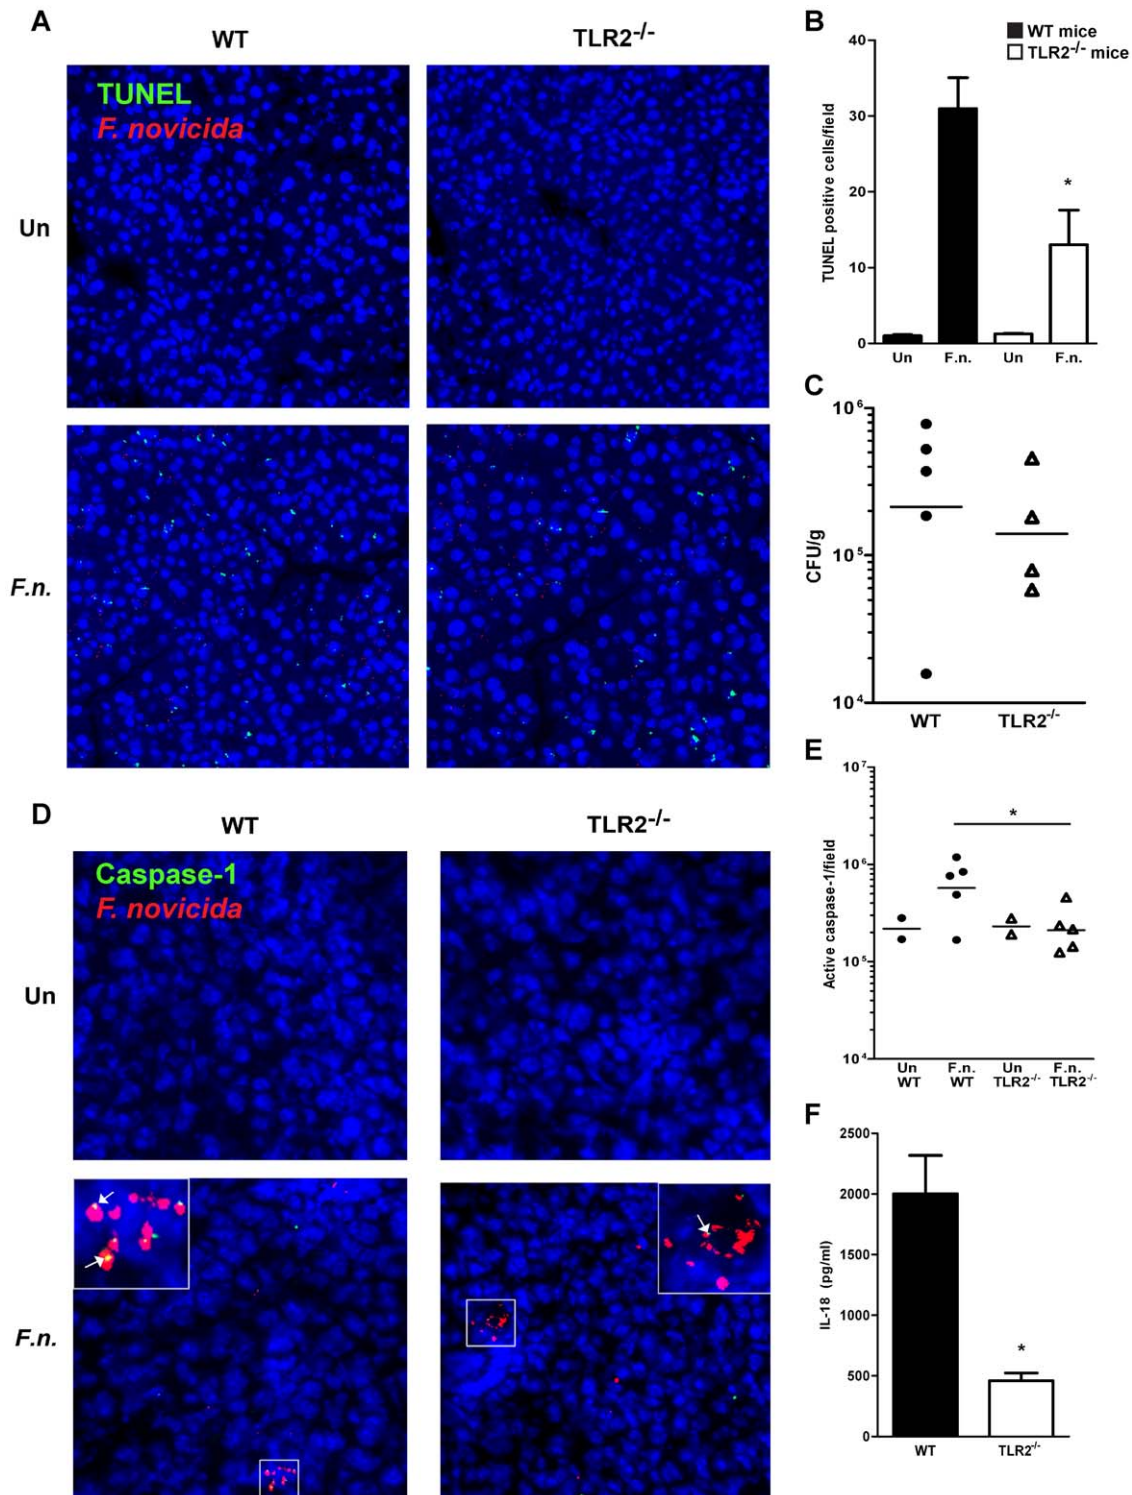 A
WT
TLR2-/-
TUNEL
F. novicida
Un
F.n.
B
WT mice
TLR2-/- mice
TUNEL positive cells/field
40
30
20
10
0
*
Un
F.n.
Un
F.n.
C
CFU/g
10^6
10^5
10^4
WT
TLR2-/-
D
WT
TLR2-/-
Caspase-1
F. novicida
Un
F.n.
E
Active caspase-1/field
10^7
10^6
10^5
10^4
*
Un F.n. Un F.n.
WT WT TLR2-/- TLR2-/-
F
IL-18 (pg/ml)
2500
2000
1500
1000
500
0
*
WT
TLR2-/-